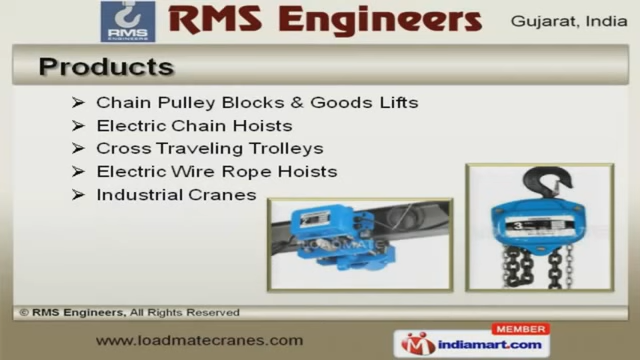 RMS
ENGINEERS
RMS Engineers
Gujarat, India
Products
➢ Chain Pulley Blocks & Goods Lifts
➢ Electric Chain Hoists
➢ Cross Traveling Trolleys
➢ Electric Wire Rope Hoists
➢ Industrial Cranes
LOADMATE
3
© RMS Engineers, All Rights Reserved
www.loadmatecranes.com
MEMBER
indiamart.com